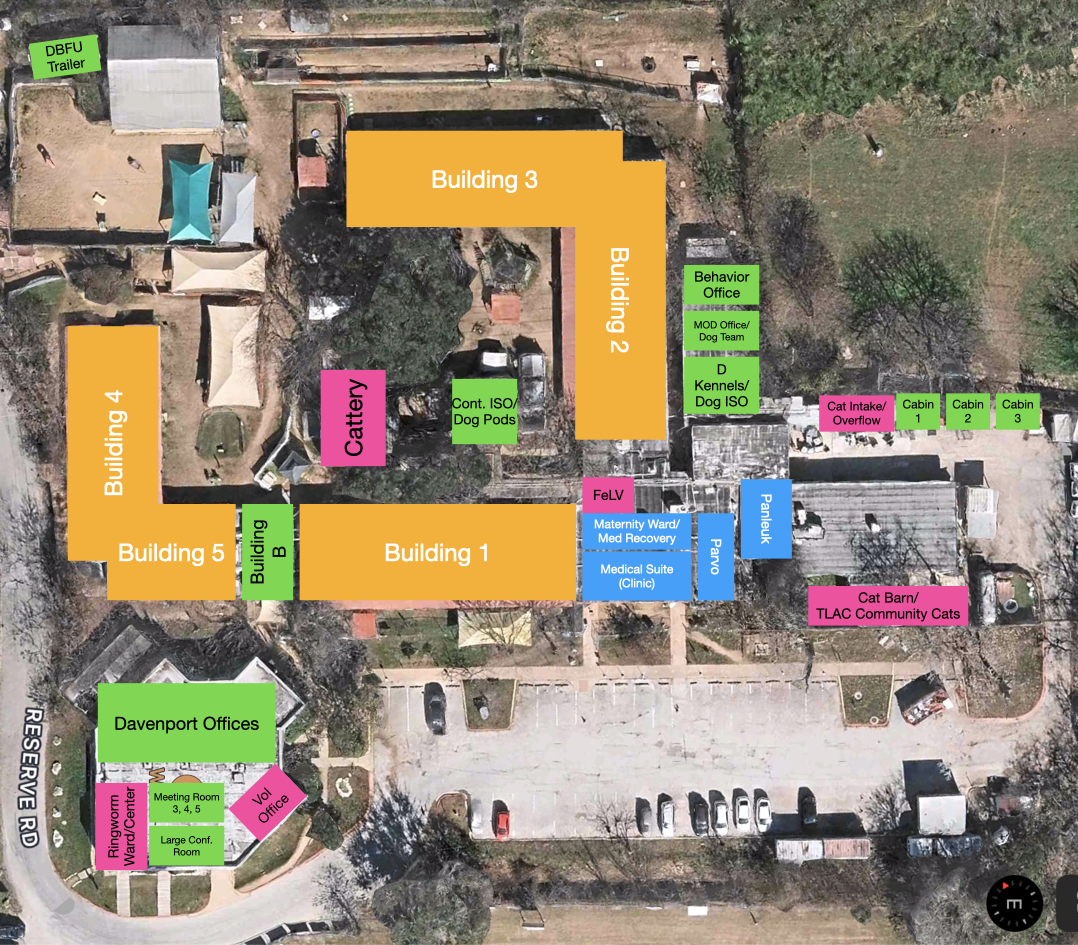 DBFU
Trailer
Building 3
Building 2
Behavior
Office
MOD Office/
Dog Team
D
Kennels/
Dog ISO
Cattery
Cont. ISO/
Dog Pods
Cat Intake/
Overflow
Cabin
1
Cabin
2
Cabin
3
Building 4
FeLV
Panleuk
Maternity Ward/
Med Recovery
Parvo
Building 5
Building
B
Building 1
Medical Suite
(Clinic)
Cat Barn/
TLAC Community Cats
Davenport Offices
RESERVE RD
W
Ringworm
Ward/Center
Meeting Room
3, 4, 5
Vol
Office
Large Conf.
Room
E